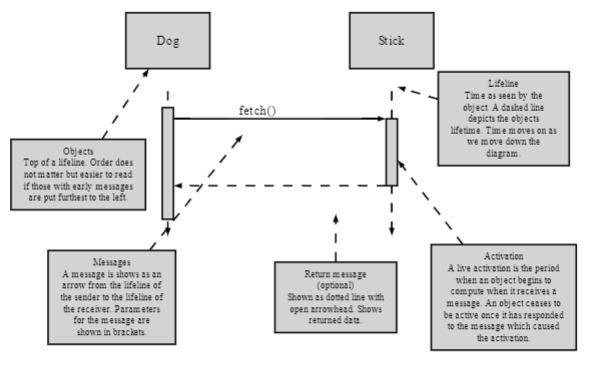 Dog
Stick
Lifeline
Time as seen by the
object. A dashed line
depicts the objects
lifetime. Time moves on as
we move down the
diagram.
fetch()
Objects
Top of a lifeline. Order does
not matter but easier to read
if those with early messages
are put furthest to the left.
Messages
A message is shows as an
arrow from the lifeline of
the sender to the lifeline of
the receiver. Parameters
for the message are
shown in brackets.
Return message
(optional)
Shown as dotted line with
open arrowhead. Shows
returned data.
Activation
A live activation is the period
when an object begins to
compute when it receives a
message. An object ceases to
be active once it has responded
to the message which caused
the activation.